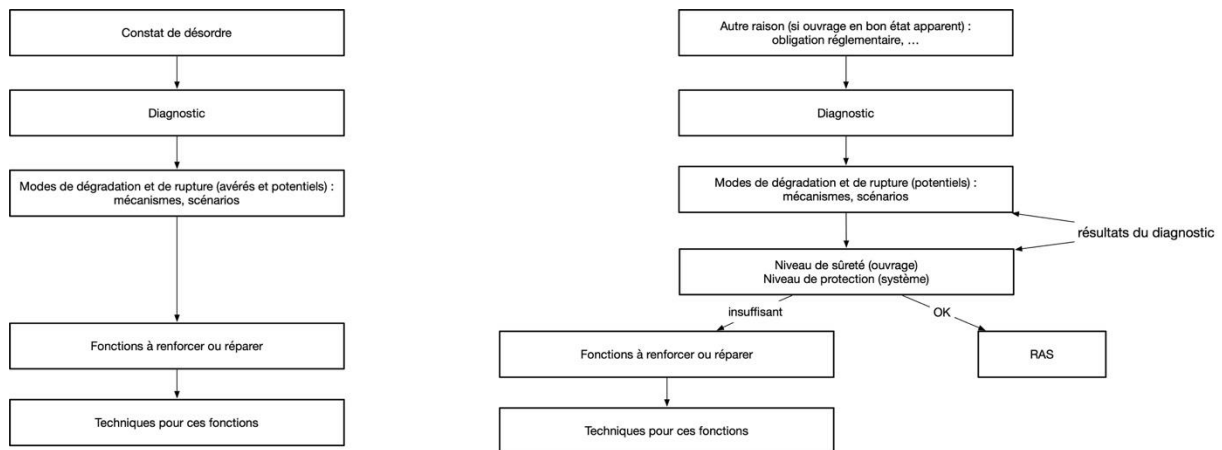 Constat de désordre
Diagnostic
Modes de dégradation et de rupture (avérés et potentiels) :
mécanismes, scénarios
Fonctions à renforcer ou réparer
Techniques pour ces fonctions
Autre raison (si ouvrage en bon état apparent) :
obligation réglementaire, …
Diagnostic
Modes de dégradation et de rupture (potentiels) :
mécanismes, scénarios
résultats du diagnostic
Niveau de sûreté (ouvrage)
Niveau de protection (système)
insuffisant
OK
Fonctions à renforcer ou réparer
RAS
Techniques pour ces fonctions